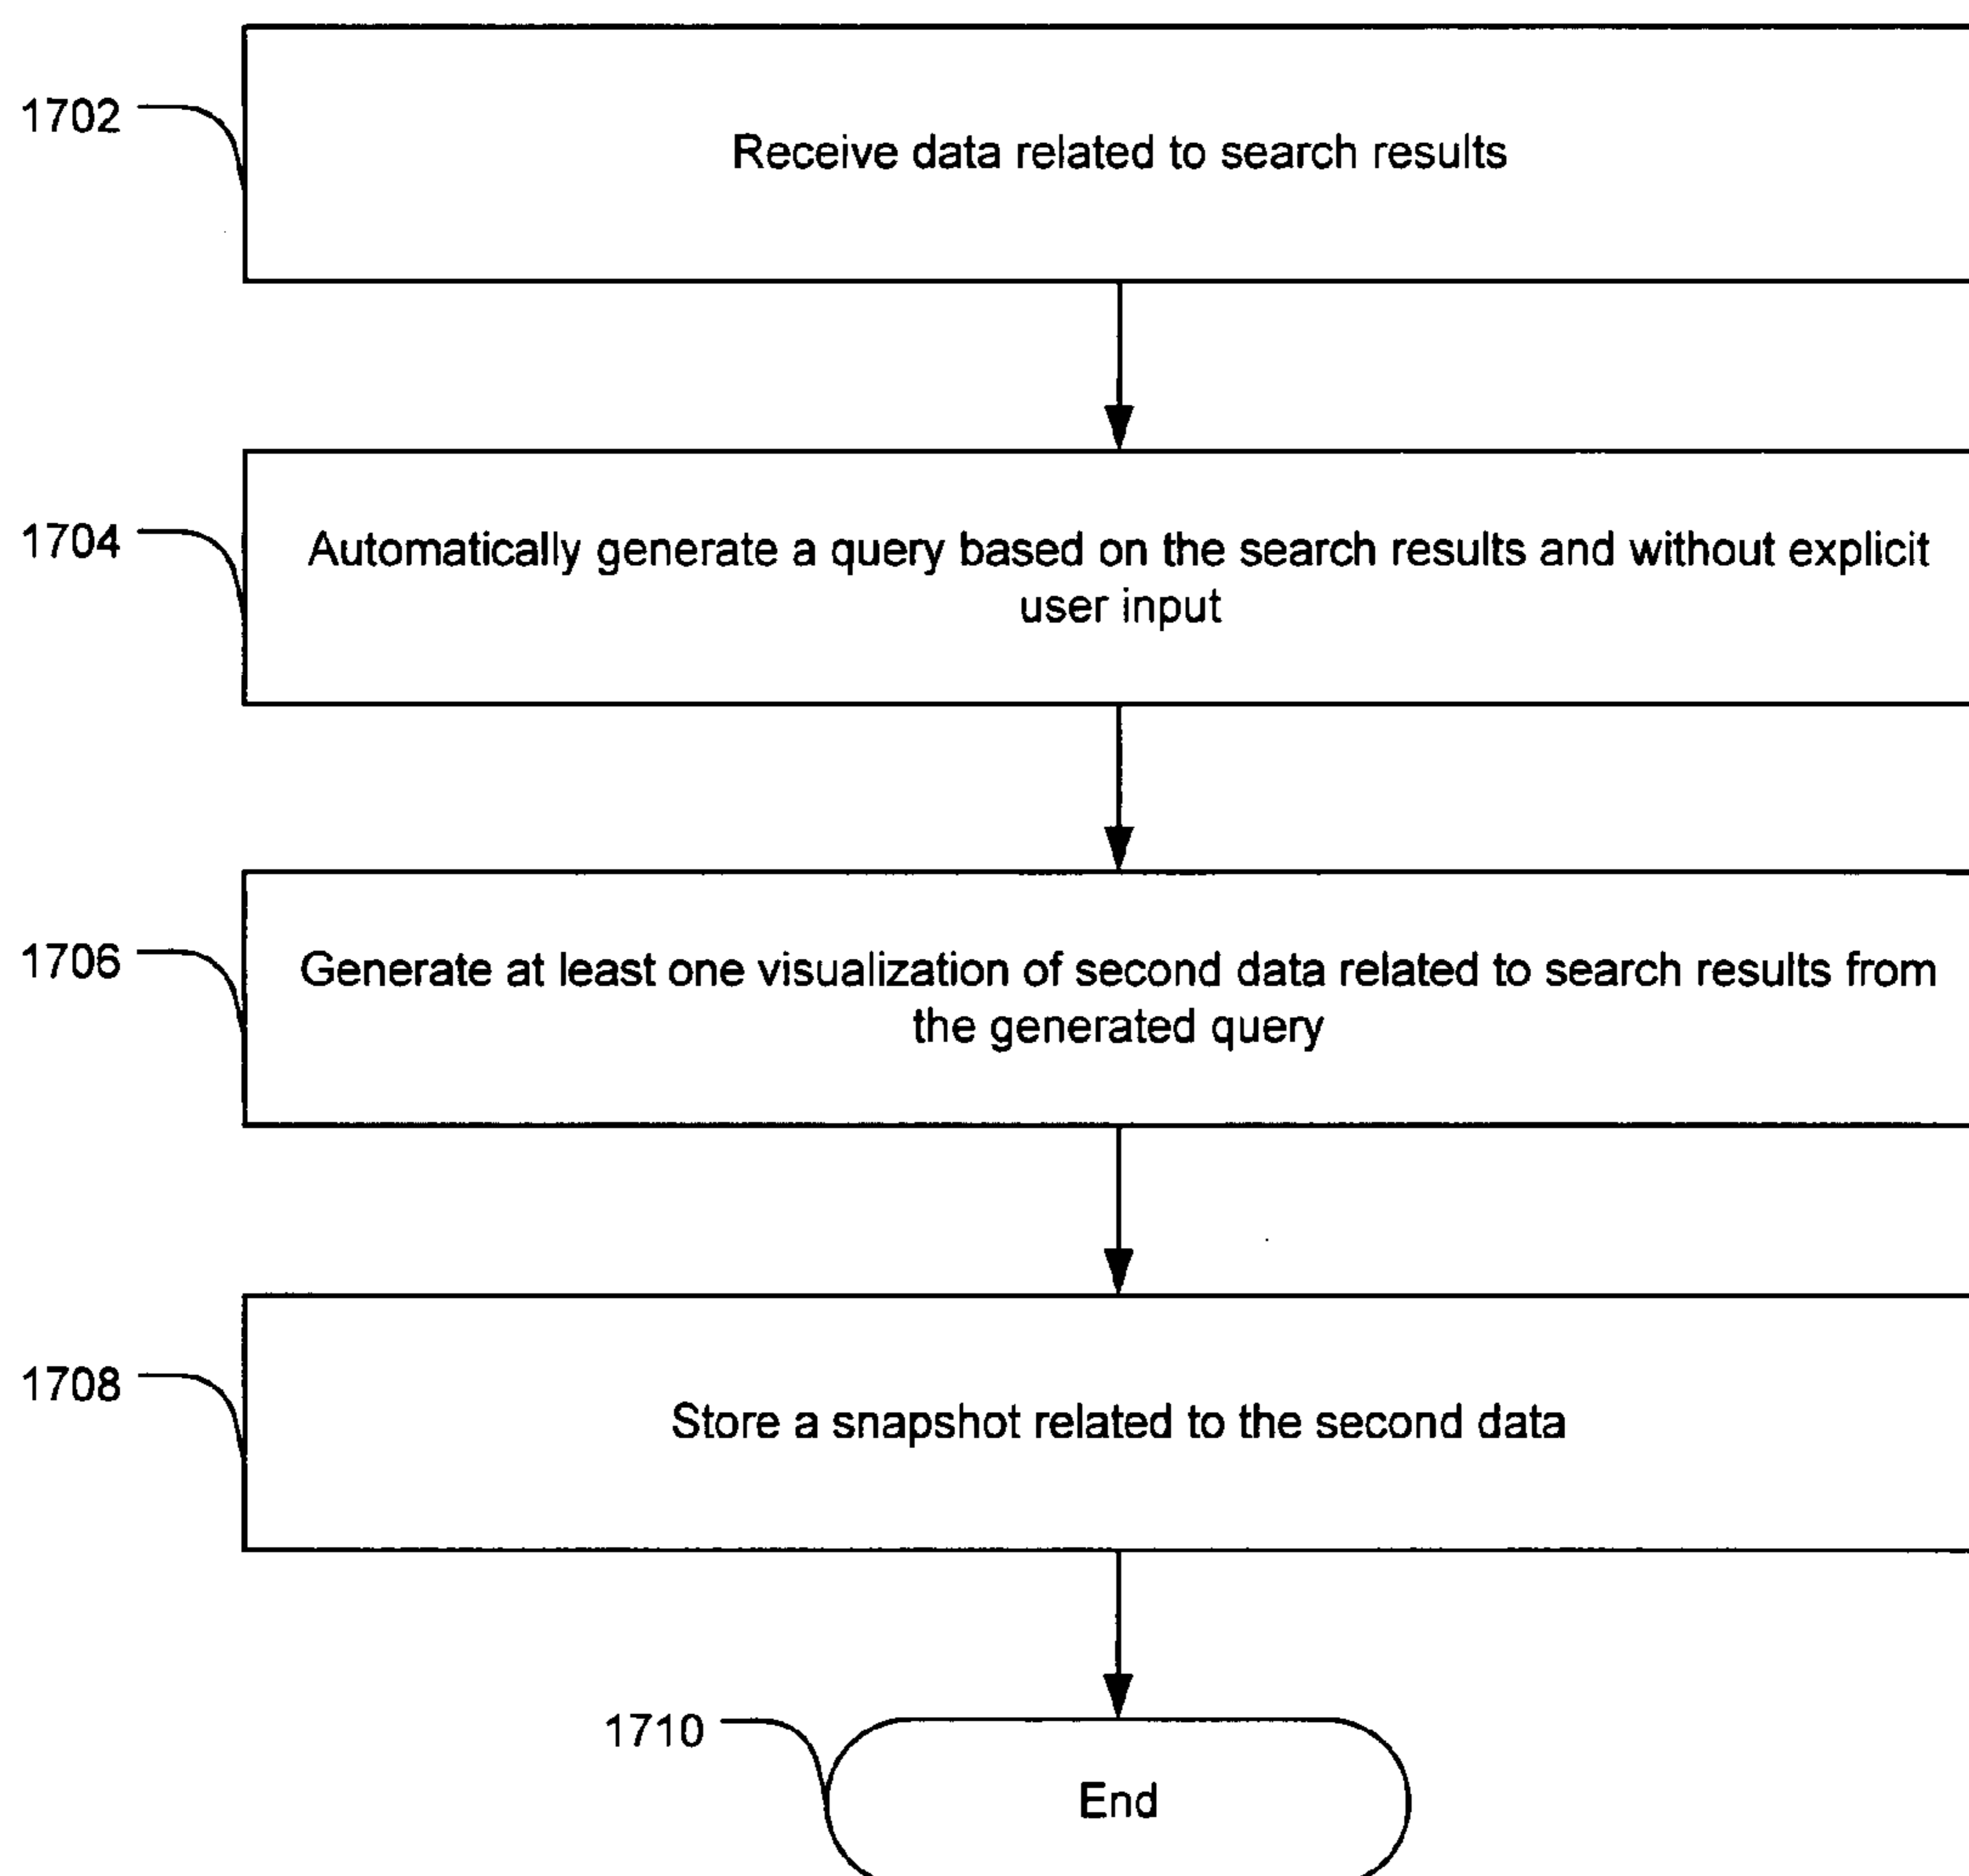 1702
Receive data related to search results
1704
Automatically generate a query based on the search results and without explicit
user input
1706
Generate at least one visualization of second data related to search results from
the generated query
1708
Store a snapshot related to the second data
1710
End